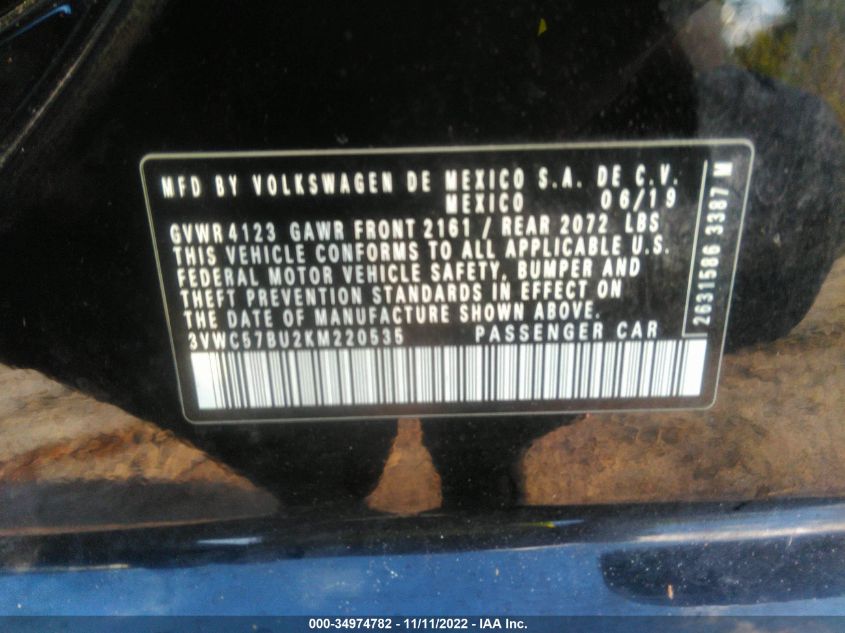 MFD BY VOLKSWAGEN DE MEXICO S.A. DE C.V.
MEXICO 06/19
GVWR 4123 GAWR FRONT 2161 / REAR 2072 LBS
THIS VEHICLE CONFORMS TO ALL APPLICABLE U.S.
FEDERAL MOTOR VEHICLE SAFETY, BUMPER AND
THEFT PREVENTION STANDARDS IN EFFECT ON
THE DATE OF MANUFACTURE SHOWN ABOVE.
3VWC57BU2KM220535 PASSENGER CAR
2631586 3387 M
000-34974782 - 11/11/2022 - IAA Inc.